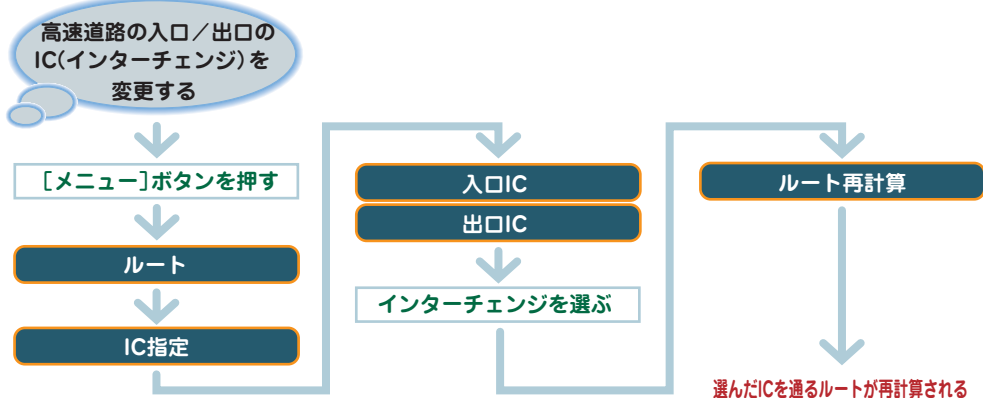 高速道路の入口／出口の
IC(インターチェンジ)を
変更する
［メニュー］ボタンを押す
ルート
IC指定
入口IC
出口IC
インターチェンジを選ぶ
ルート再計算
選んだICを通るルートが再計算される